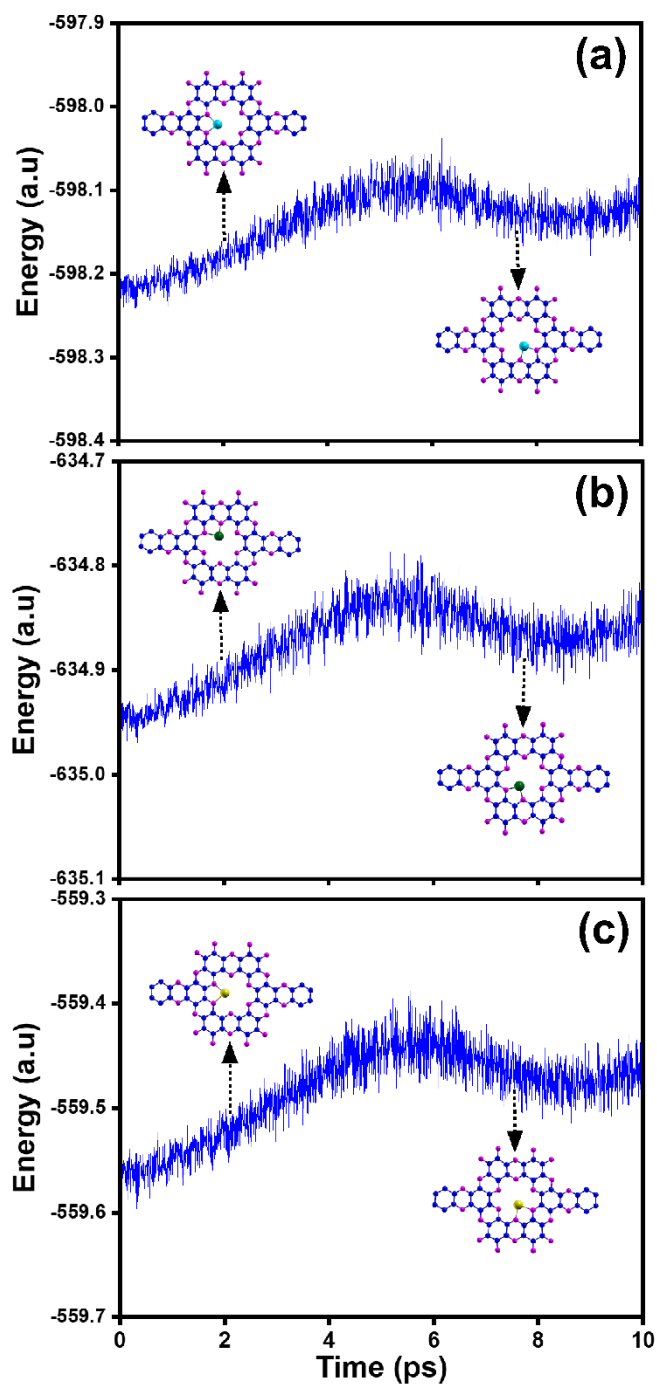 (a)
-597.9
-598.0
-598.1
-598.2
-598.3
-598.4
Energy (a.u)
(b)
-634.7
-634.8
-634.9
-635.0
-635.1
Energy (a.u)
(c)
-559.3
-559.4
-559.5
-559.6
-559.7
Energy (a.u)
0 2 4 6 8 10
Time (ps)